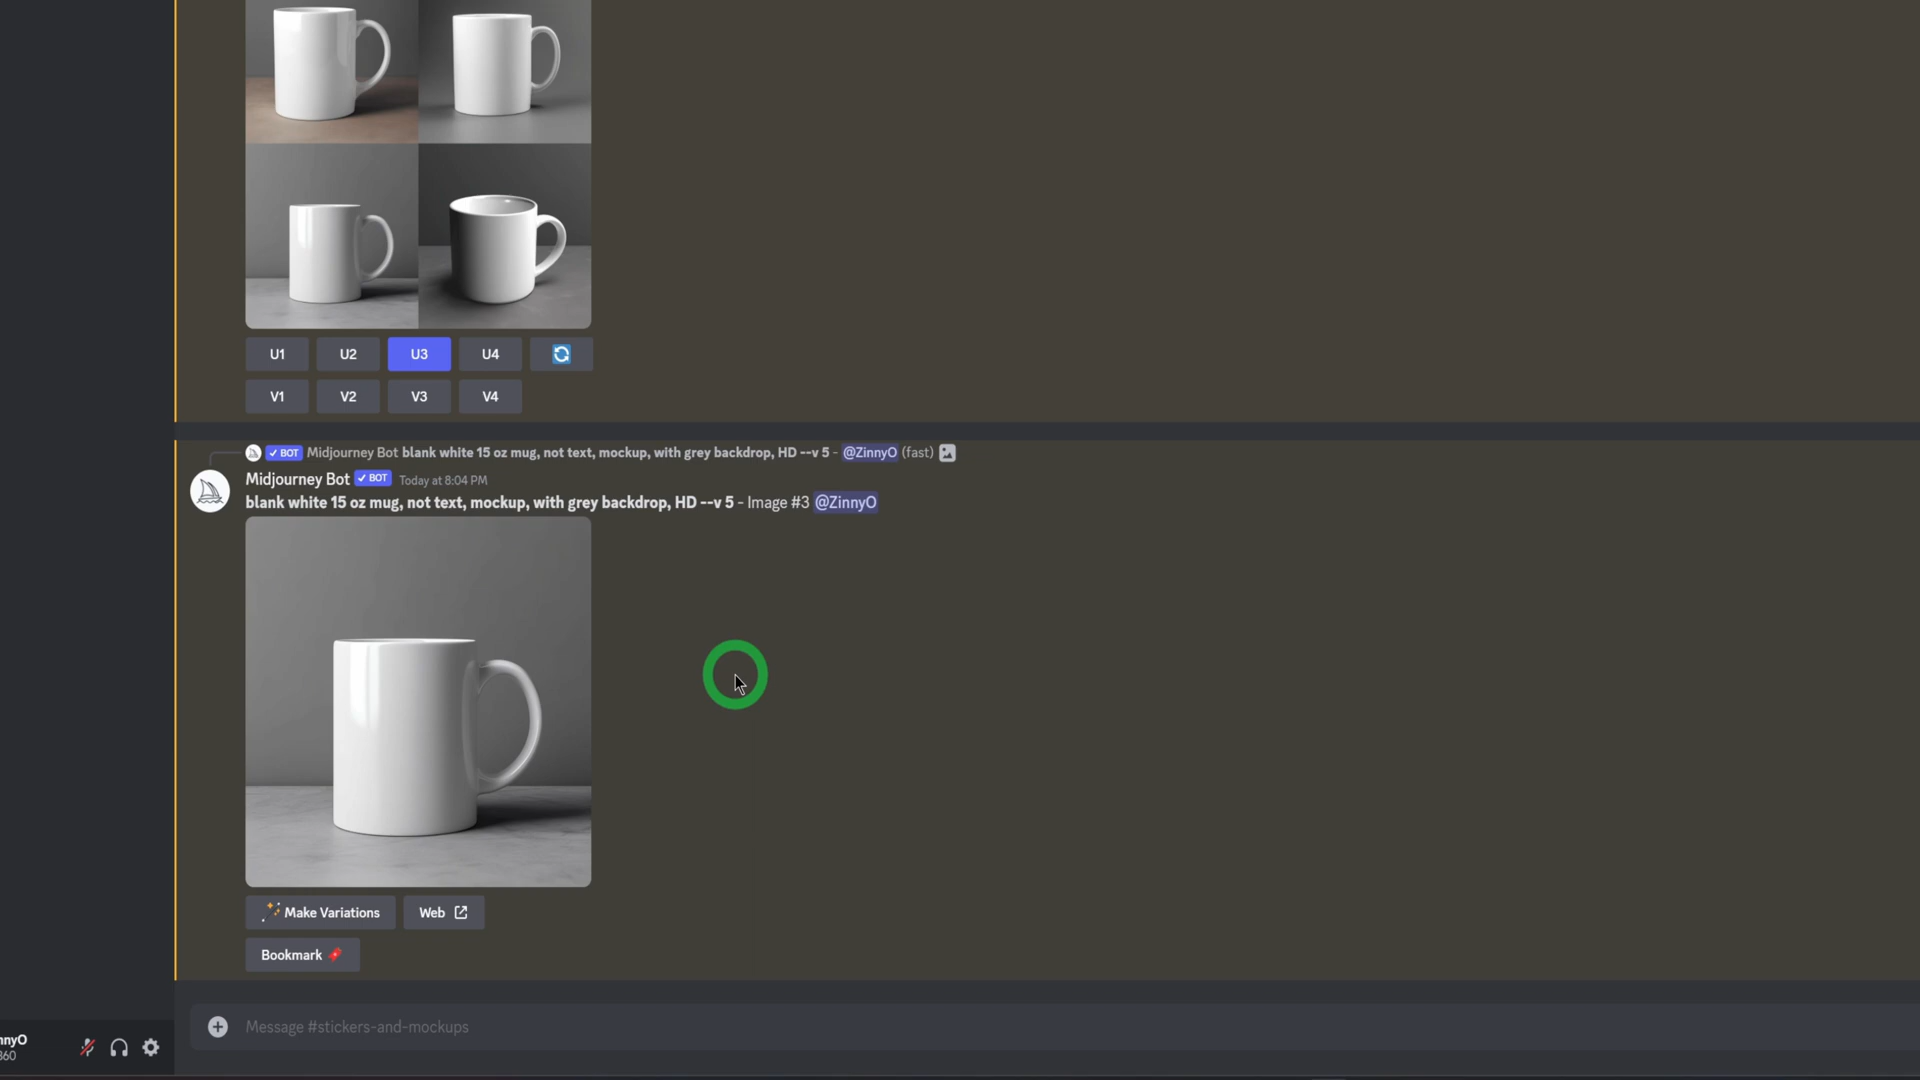 U1 U2 U3 U4
V1 V2 V3 V4
BOT Midjourney Bot blank white 15 oz mug, not text, mockup, with grey backdrop, HD --v 5 - @ZinnyO (fast)
Midjourney Bot BOT Today at 8:04 PM
blank white 15 oz mug, not text, mockup, with grey backdrop, HD --v 5 - Image #3 @ZinnyO
Make Variations Web
Bookmark
Message #stickers-and-mockups
nnyO
360